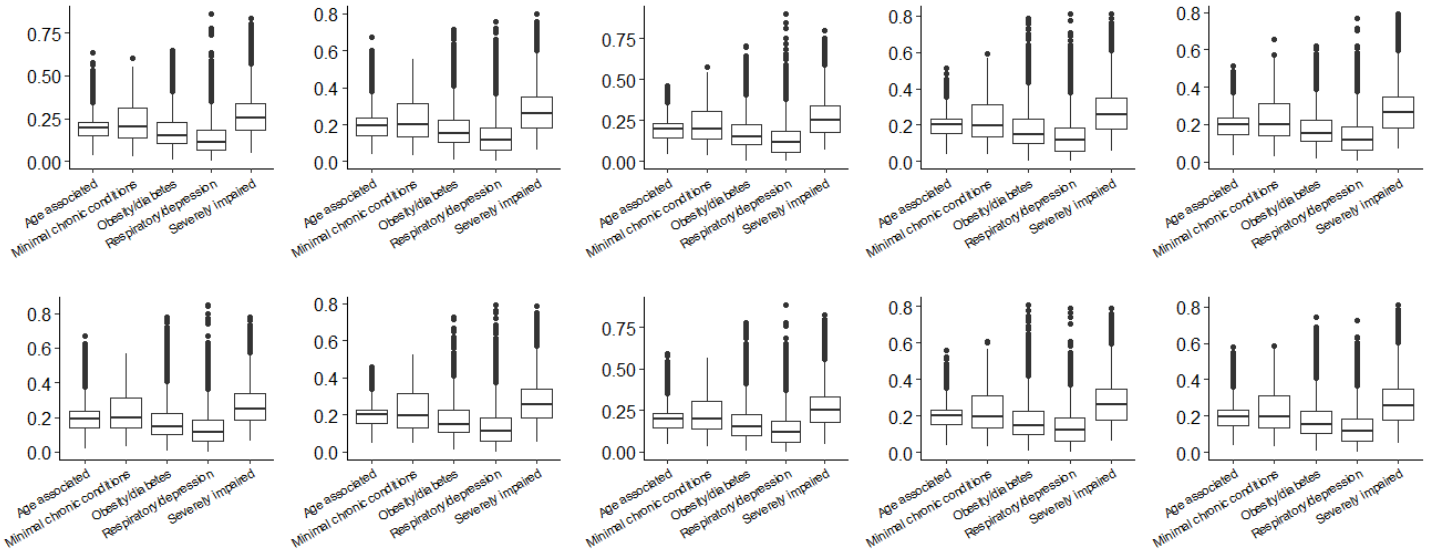 0.75
0.50
0.25
0.00
Age associated
Minimal chronic conditions
Obesity/diabetes
Respiratory/depression
Severely impaired
0.8
0.6
0.4
0.2
0.0
Age associated
Minimal chronic conditions
Obesity/diabetes
Respiratory/depression
Severely impaired
0.75
0.50
0.25
0.00
Age associated
Minimal chronic conditions
Obesity/diabetes
Respiratory/depression
Severely impaired
0.8
0.6
0.4
0.2
0.0
Age associated
Minimal chronic conditions
Obesity/diabetes
Respiratory/depression
Severely impaired
0.8
0.6
0.4
0.2
0.0
Age associated
Minimal chronic conditions
Obesity/diabetes
Respiratory/depression
Severely impaired
0.8
0.6
0.4
0.2
0.0
Age associated
Minimal chronic conditions
Obesity/diabetes
Respiratory/depression
Severely impaired
0.8
0.6
0.4
0.2
0.0
Age associated
Minimal chronic conditions
Obesity/diabetes
Respiratory/depression
Severely impaired
0.75
0.50
0.25
0.00
Age associated
Minimal chronic conditions
Obesity/diabetes
Respiratory/depression
Severely impaired
0.8
0.6
0.4
0.2
0.0
Age associated
Minimal chronic conditions
Obesity/diabetes
Respiratory/depression
Severely impaired
0.8
0.6
0.4
0.2
0.0
Age associated
Minimal chronic conditions
Obesity/diabetes
Respiratory/depression
Severely impaired